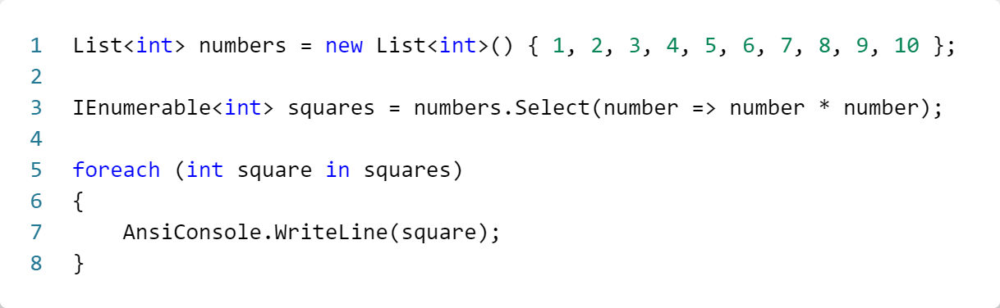 1 List<int> numbers = new List<int>() { 1, 2, 3, 4, 5, 6, 7, 8, 9, 10 };
2
3 IEnumerable<int> squares = numbers.Select(number => number * number);
4
5 foreach (int square in squares)
6 {
7     AnsiConsole.WriteLine(square);
8 }